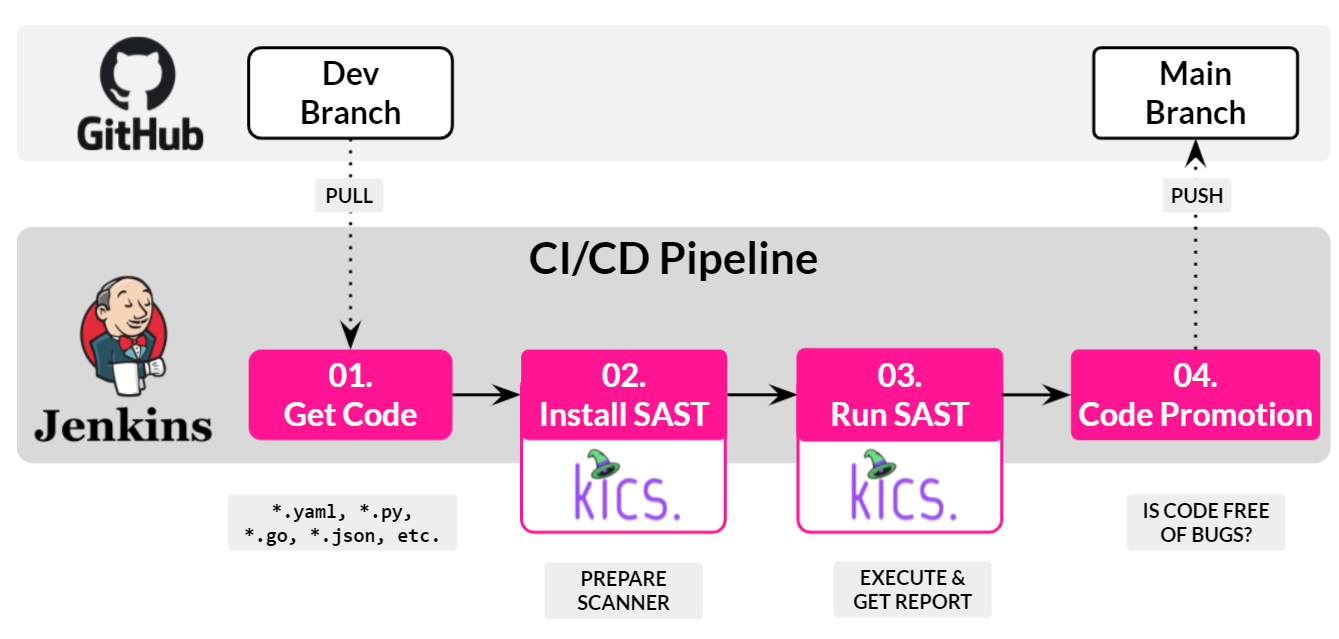 GitHub
Dev
Branch
Main
Branch
PULL
PUSH
CI/CD Pipeline
Jenkins
01.
Get Code
02.
Install SAST
kics.
03.
Run SAST
kics.
04.
Code Promotion
*.yaml, *.py,
*.go, *.json, etc.
PREPARE
SCANNER
EXECUTE &
GET REPORT
IS CODE FREE
OF BUGS?